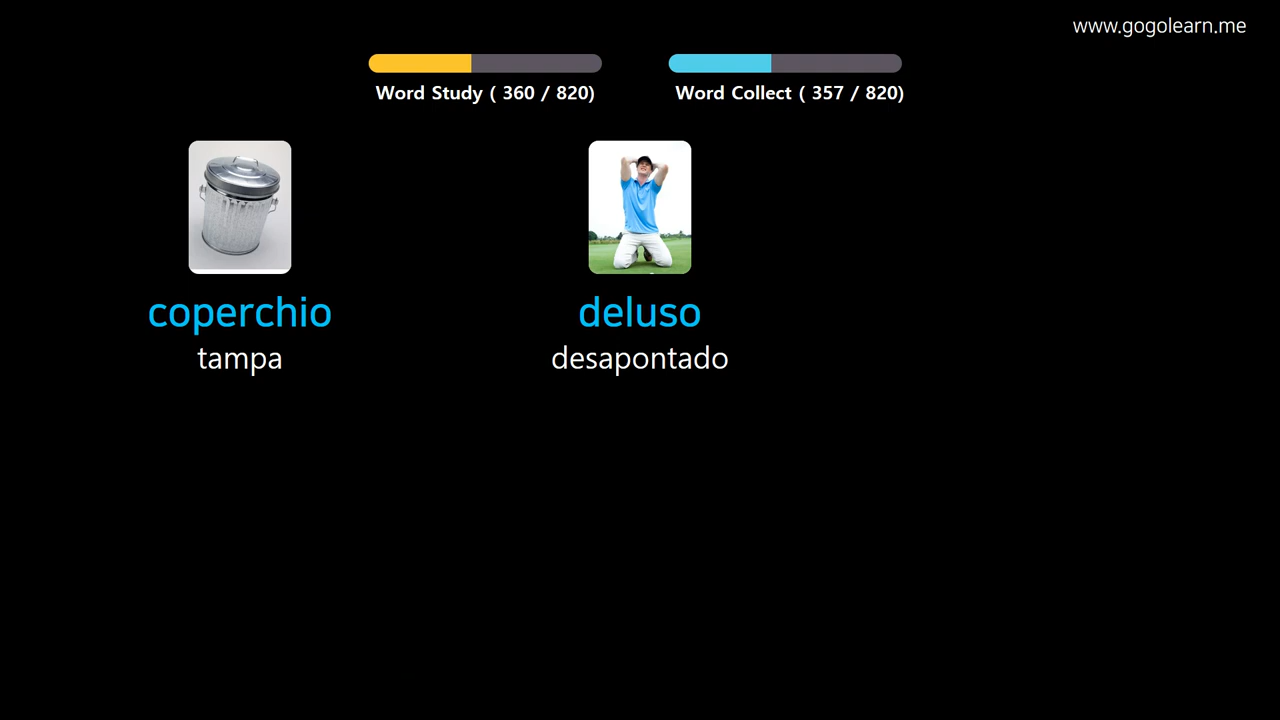 www.gogolearn.me
Word Study ( 360 / 820)
Word Collect ( 357 / 820)
coperchio
deluso
tampa
desapontado